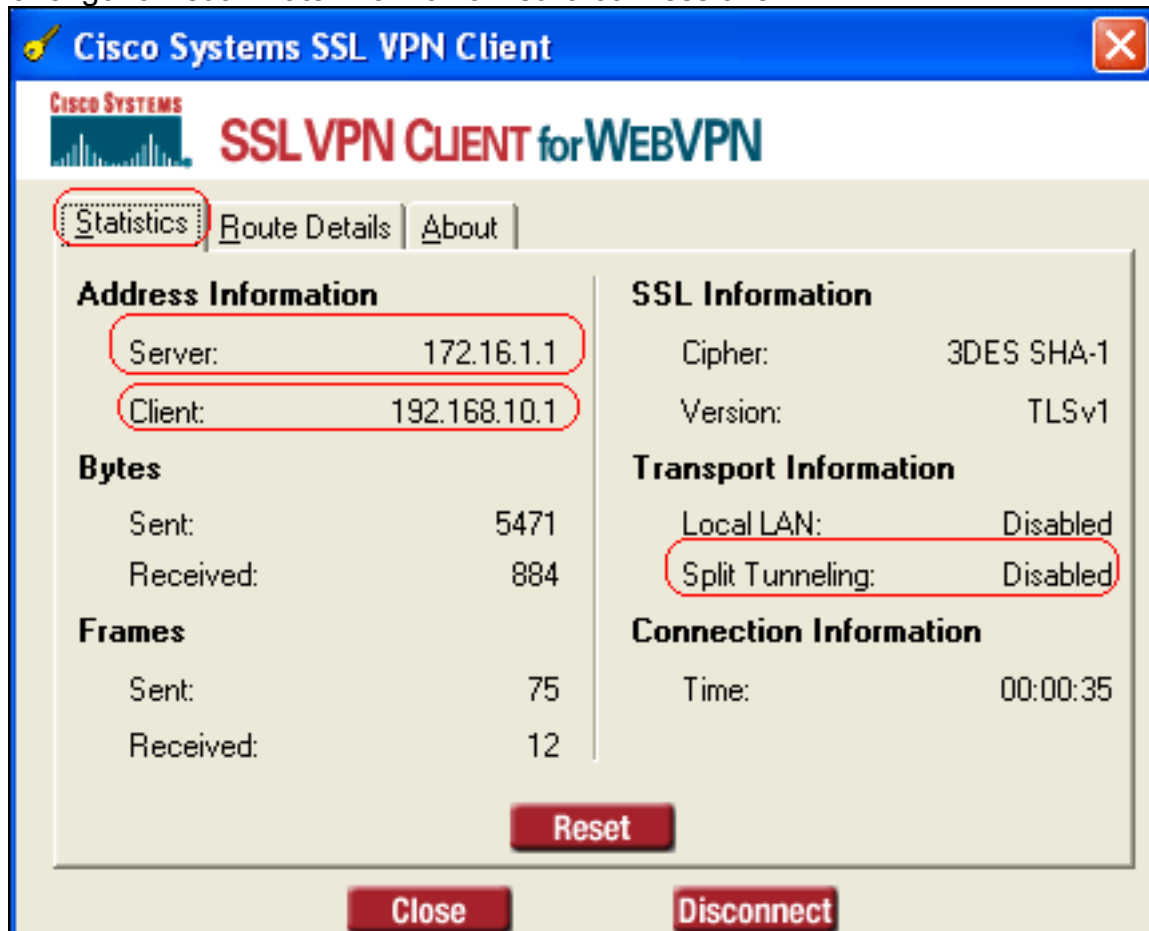 Cisco Systems SSL VPN Client
CISCO SYSTEMS
SSL VPN CLIENT for WEBVPN
Statistics Route Details About
Address Information
Server: 172.16.1.1
Client: 192.168.10.1
Bytes
Sent: 5471
Received: 884
Frames
Sent: 75
Received: 12
SSL Information
Cipher: 3DES SHA-1
Version: TLSv1
Transport Information
Local LAN: Disabled
Split Tunneling: Disabled
Connection Information
Time: 00:00:35
Reset
Close Disconnect